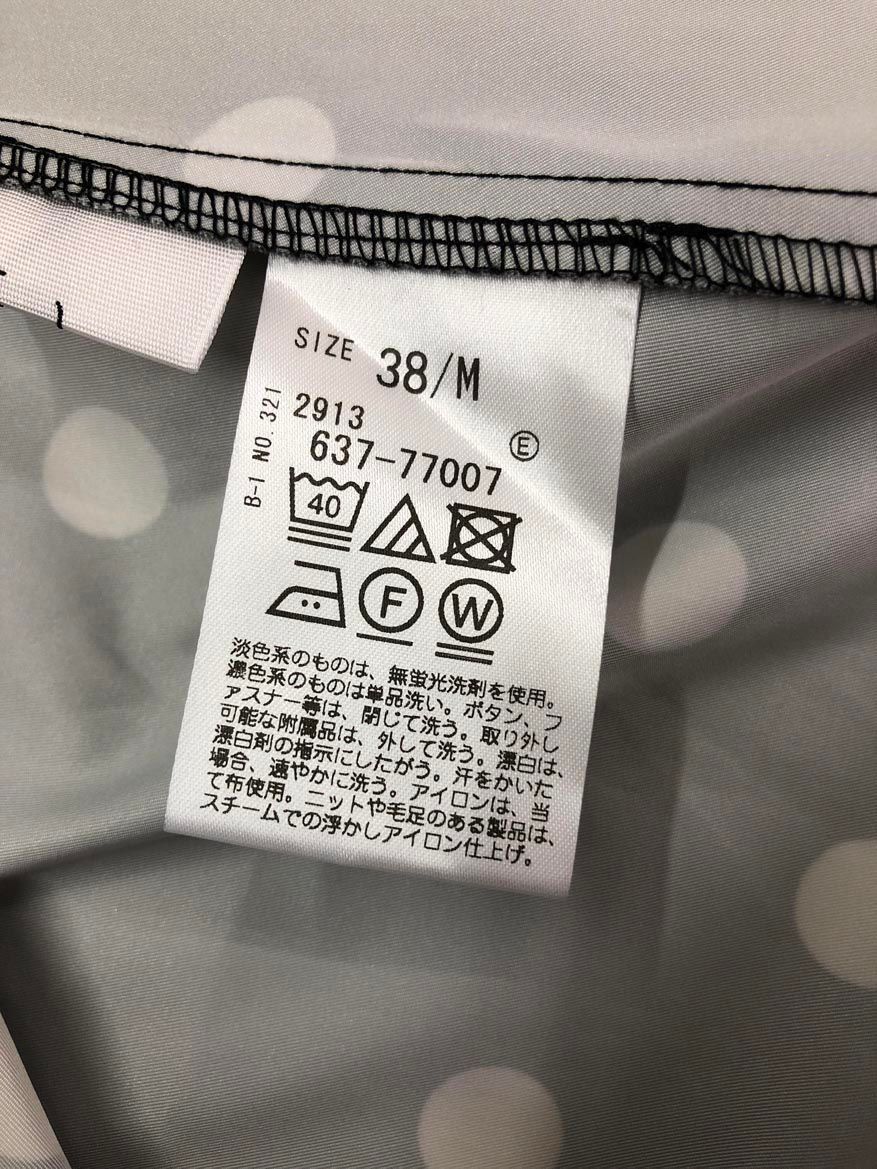 SIZE 38/M
B-1 NO.321
2913
637-77007 Ⓔ
40
F W
淡色系のものは、無蛍光洗剤を使用。
濃色系のものは単品洗い。ボタン、フ
ァスナー等は、閉じて洗う。取り外し
可能な附属品は、外して洗う。漂白は、
漂白剤の指示にしたがう。汗をかいた
場合、速やかに洗う。アイロンは、当
て布使用。ニットや毛足のある製品は、
スチームでの浮かしアイロン仕上げ。